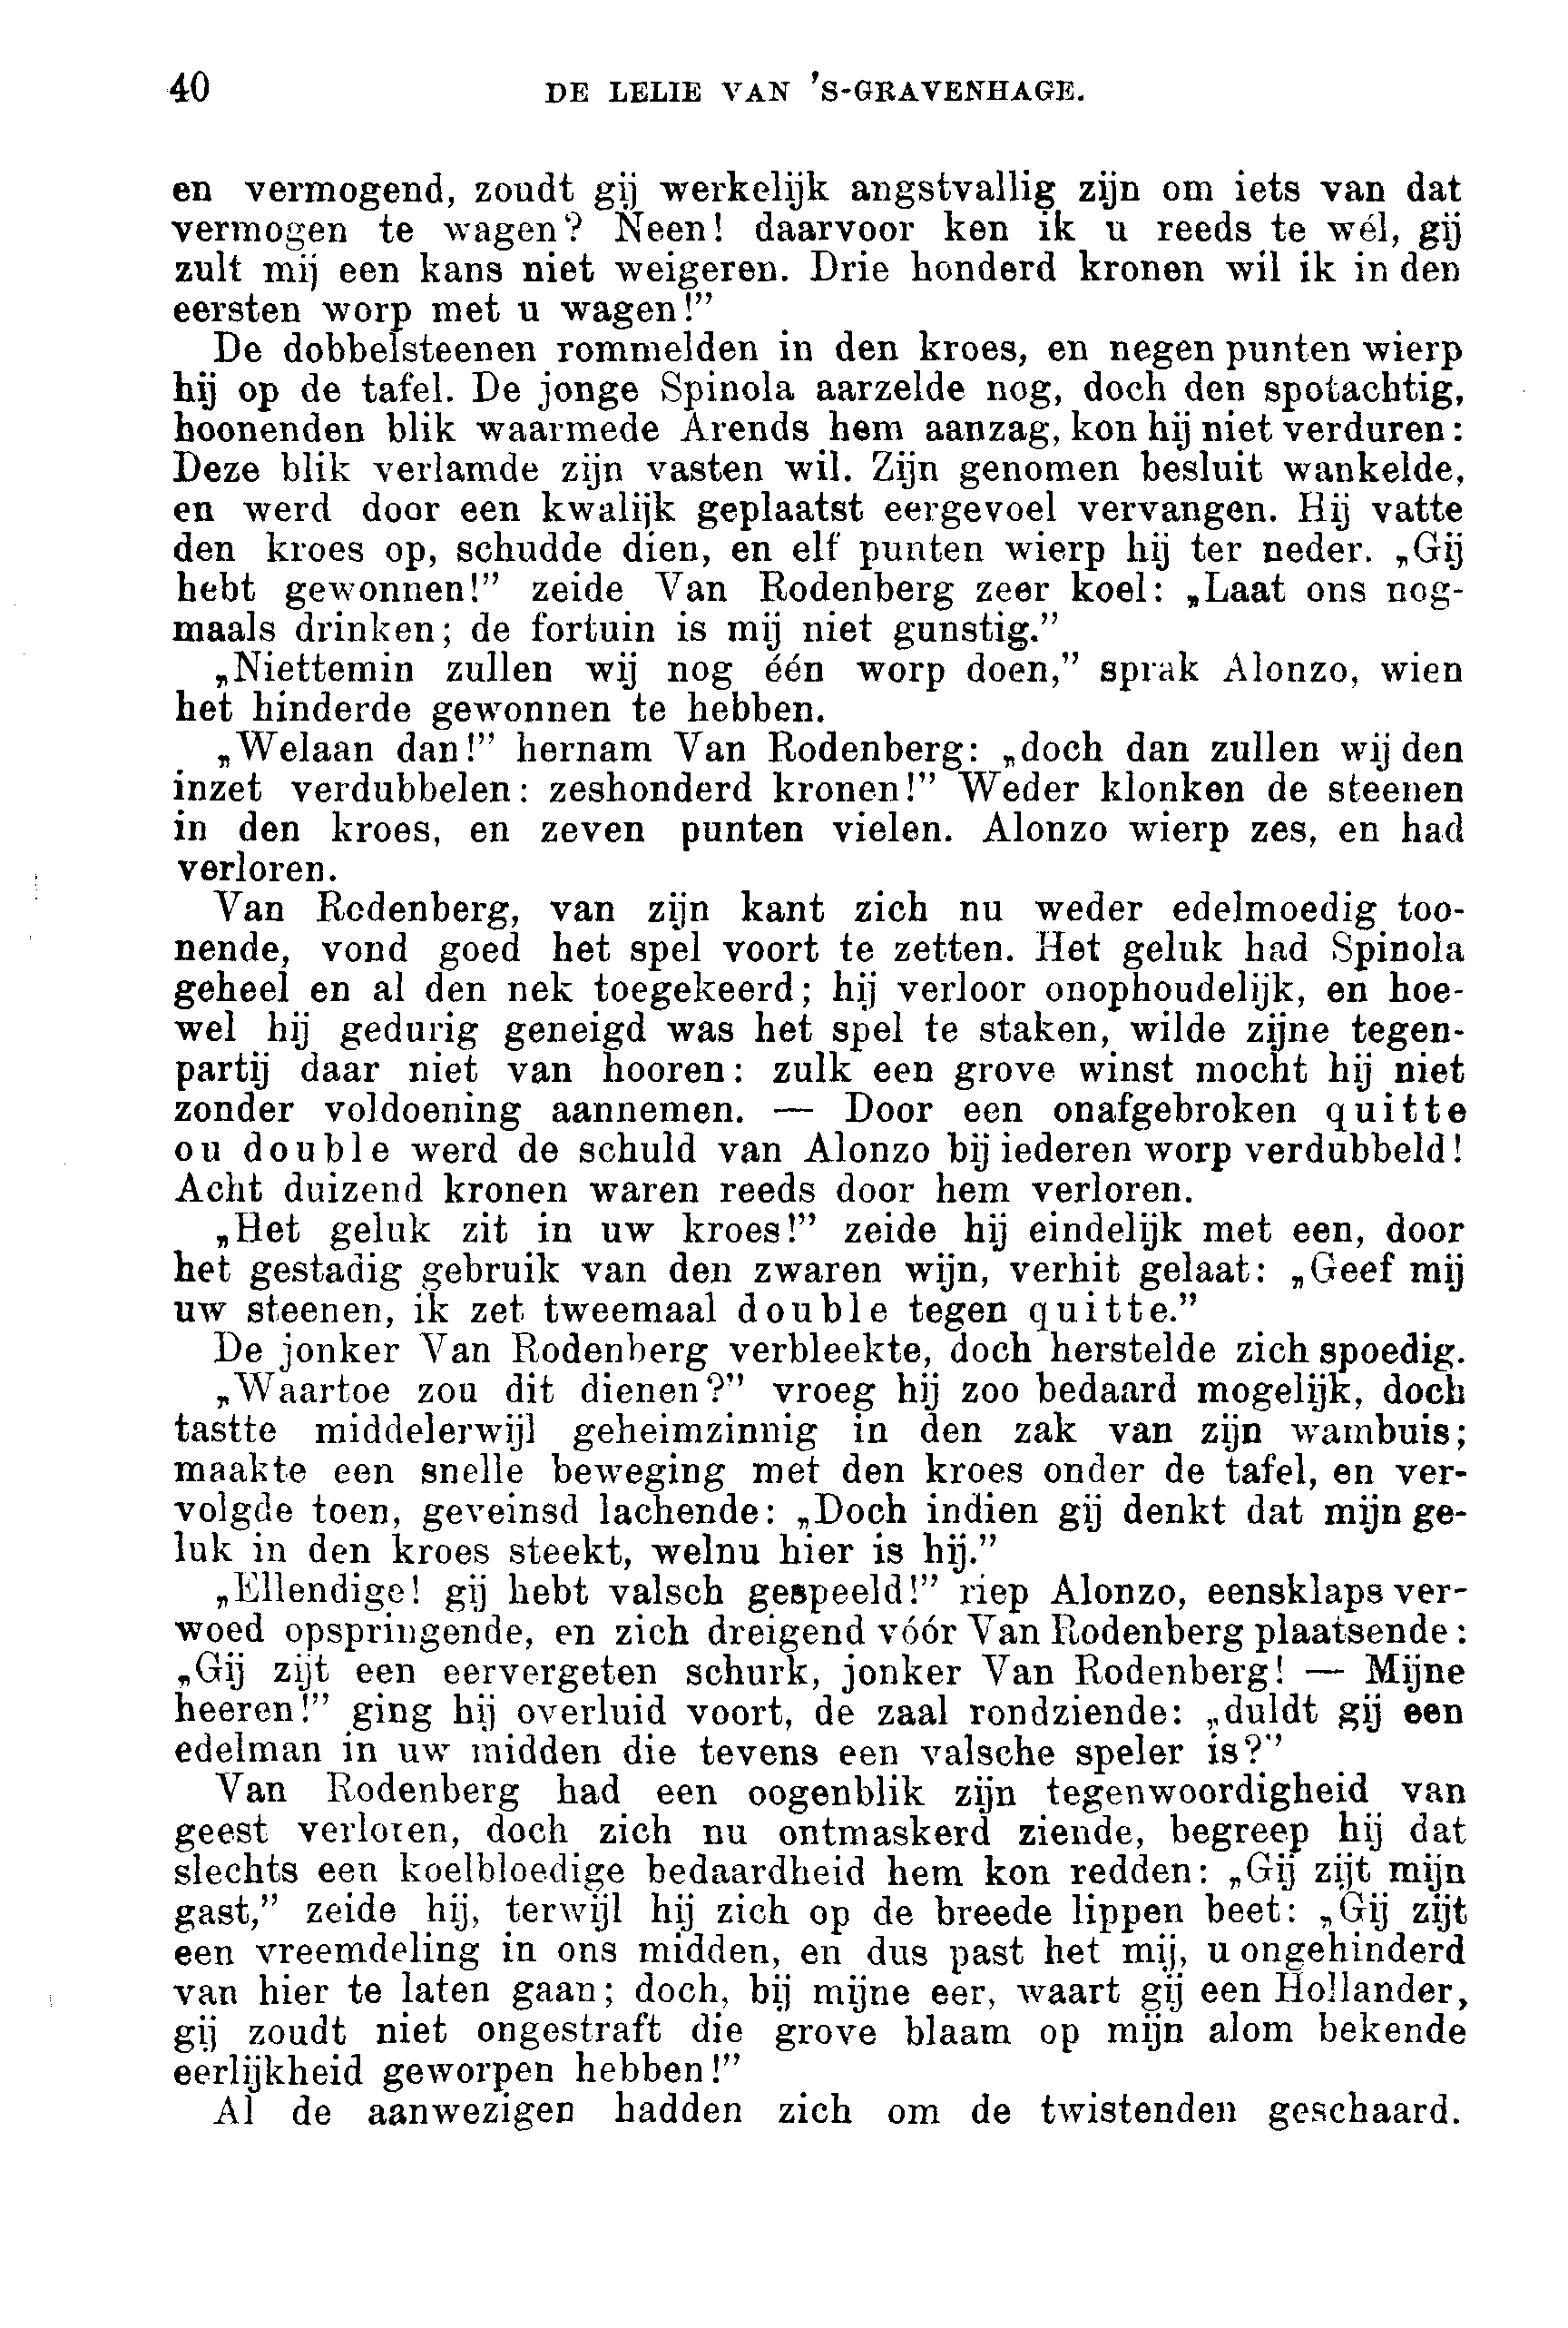 40 DE LELIE VAN 'S-GRAVENHAGE.
en vermogend, zoudt gij werkelijk angstvallig zijn om iets van dat
vermogen te wagen? Neen! daarvoor ken ik u reeds te wél, gij
zult mij een kans niet weigeren. Drie honderd kronen wil ik in den
eersten worp met u wagen!”
De dobbelsteenen rommelden in den kroes, en negen punten wierp
hij op de tafel. De jonge Spinola aarzelde nog, doch den spotachtig,
hoonenden blik waarmede Arends hem aanzag, kon hij niet verduren:
Deze blik verlamde zijn vasten wil. Zijn genomen besluit wankelde,
en werd door een kwalijk geplaatst eergevoel vervangen. Hij vatte
den kroes op, schudde dien, en elf punten wierp hij ter neder. „Gij
hebt gewonnen!” zeide Van Rodenberg zeer koel: „Laat ons nog-
maals drinken; de fortuin is mij niet gunstig.”
„Niettemin zullen wij nog één worp doen,” sprak Alonzo, wien
het hinderde gewonnen te hebben.
„Welaan dan!” hernam Van Rodenberg: „doch dan zullen wij den
inzet verdubbelen: zeshonderd kronen!” Weder klonken de steenen
in den kroes, en zeven punten vielen. Alonzo wierp zes, en had
verloren.
Van Rodenberg, van zijn kant zich nu weder edelmoedig too-
nende, vond goed het spel voort te zetten. Het geluk had Spinola
geheel en al den nek toegekeerd; hij verloor onophoudelijk, en hoe-
wel hij gedurig geneigd was het spel te staken, wilde zijne tegen-
partij daar niet van hooren: zulk een grove winst mocht hij niet
zonder voldoening aannemen. — Door een onafgebroken quitte
ou double werd de schuld van Alonzo bij iederen worp verdubbeld!
Acht duizend kronen waren reeds door hem verloren.
„Het geluk zit in uw kroes!” zeide hij eindelijk met een, door
het gestadig gebruik van den zwaren wijn, verhit gelaat: „Geef mij
uw steenen, ik zet tweemaal double tegen quitte.”
De jonker Van Rodenberg verbleekte, doch herstelde zich spoedig.
„Waartoe zou dit dienen?” vroeg hij zoo bedaard mogelijk, doch
tastte middelerwijl geheimzinnig in den zak van zijn wambuis;
maakte een snelle beweging met den kroes onder de tafel, en ver-
volgde toen, geveinsd lachende: „Doch indien gij denkt dat mijn ge-
luk in den kroes steekt, welnu hier is hij.”
„Ellendige! gij hebt valsch gespeeld!” riep Alonzo, eensklaps ver-
woed opspringende, en zich dreigend vóór Van Rodenberg plaatsende:
„Gij zijt een eervergeten schurk, jonker Van Rodenberg! — Mijne
heeren!” ging hij overluid voort, de zaal rondziende: „duldt gij een
edelman in uw midden die tevens een valsche speler is?”
Van Rodenberg had een oogenblik zijn tegenwoordigheid van
geest verloren, doch zich nu ontmaskerd ziende, begreep hij dat
slechts een koelbloedige bedaardheid hem kon redden: „Gij zijt mijn
gast,” zeide hij, terwijl hij zich op de breede lippen beet: „Gij zijt
een vreemdeling in ons midden, en dus past het mij, u ongehinderd
van hier te laten gaan; doch, bij mijne eer, waart gij een Hollander,
gij zoudt niet ongestraft die grove blaam op mijn alom bekende
eerlijkheid geworpen hebben!”
Al de aanwezigen hadden zich om de twistenden geschaard.